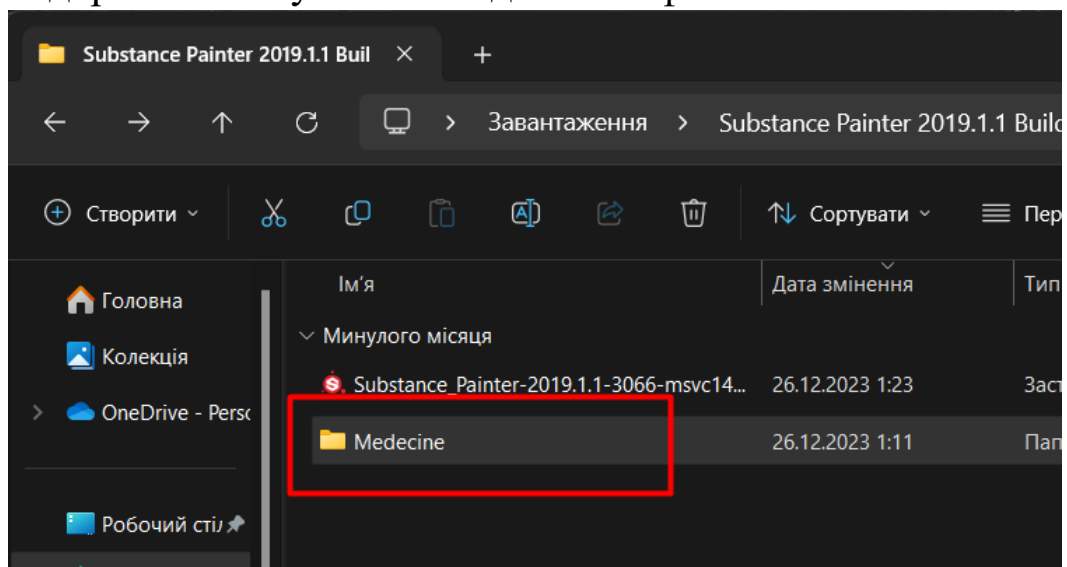 Substance Painter 2019.1.1 Buil
Завантаження > Substance Painter 2019.1.1 Build
Створити
Сортувати
Пер
Ім'я Дата змінення Тип
Головна
Минулого місяця
Колекція
Substance_Painter-2019.1.1-3066-msvc14... 26.12.2023 1:23 Заст
OneDrive - Perso
Medecine 26.12.2023 1:11 Пап
Робочий стіл